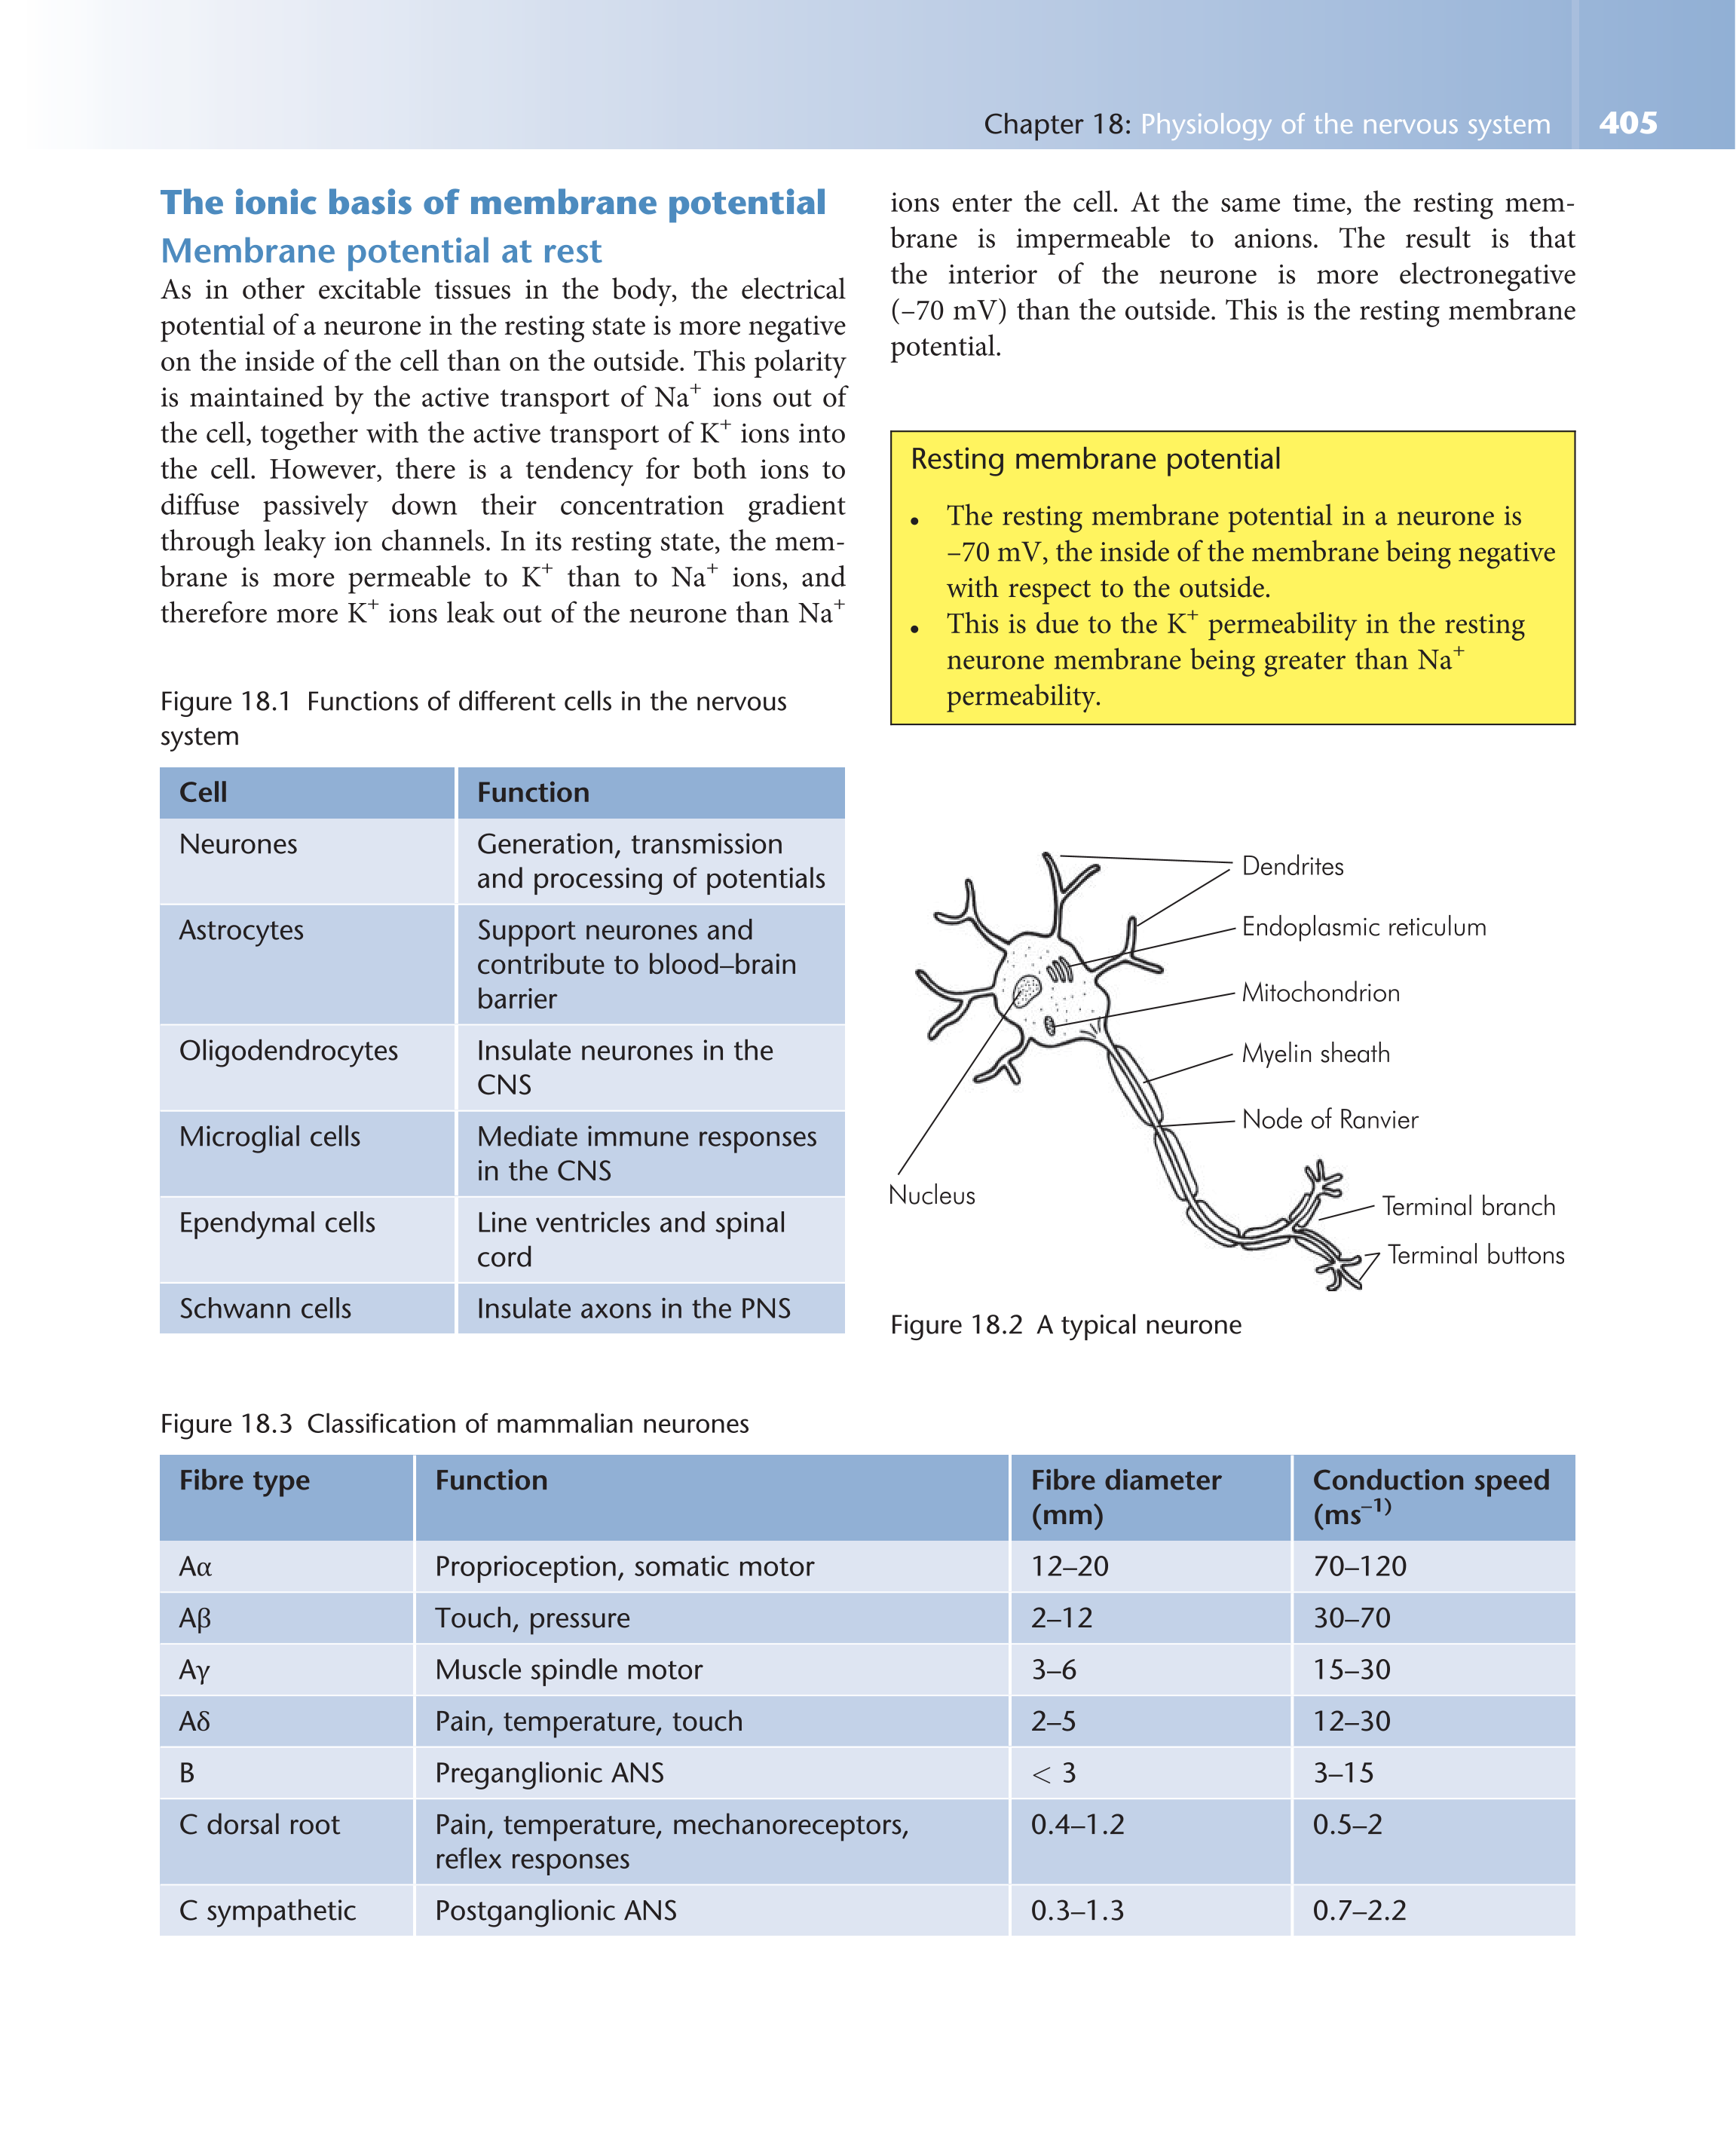 Chapter 18: Physiology of the nervous system 405
The ionic basis of membrane potential
Membrane potential at rest
As in other excitable tissues in the body, the electrical
potential of a neurone in the resting state is more negative
on the inside of the cell than on the outside. This polarity
is maintained by the active transport of Na⁺ ions out of
the cell, together with the active transport of K⁺ ions into
the cell. However, there is a tendency for both ions to
diffuse passively down their concentration gradient
through leaky ion channels. In its resting state, the mem-
brane is more permeable to K⁺ than to Na⁺ ions, and
therefore more K⁺ ions leak out of the neurone than Na⁺
ions enter the cell. At the same time, the resting mem-
brane is impermeable to anions. The result is that
the interior of the neurone is more electronegative
(–70 mV) than the outside. This is the resting membrane
potential.
Resting membrane potential
• The resting membrane potential in a neurone is
–70 mV, the inside of the membrane being negative
with respect to the outside.
• This is due to the K⁺ permeability in the resting
neurone membrane being greater than Na⁺
permeability.
Figure 18.1 Functions of different cells in the nervous
system
Cell Function
Neurones Generation, transmission
and processing of potentials
Astrocytes Support neurones and
contribute to blood–brain
barrier
Oligodendrocytes Insulate neurones in the
CNS
Microglial cells Mediate immune responses
in the CNS
Ependymal cells Line ventricles and spinal
cord
Schwann cells Insulate axons in the PNS
Dendrites
Endoplasmic reticulum
Mitochondrion
Myelin sheath
Node of Ranvier
Nucleus
Terminal branch
Terminal buttons
Figure 18.2 A typical neurone
Figure 18.3 Classification of mammalian neurones
Fibre type Function Fibre diameter Conduction speed
(mm) (ms⁻¹⁾
Aα Proprioception, somatic motor 12–20 70–120
Aβ Touch, pressure 2–12 30–70
Aγ Muscle spindle motor 3–6 15–30
Aδ Pain, temperature, touch 2–5 12–30
B Preganglionic ANS < 3 3–15
C dorsal root Pain, temperature, mechanoreceptors, 0.4–1.2 0.5–2
reflex responses
C sympathetic Postganglionic ANS 0.3–1.3 0.7–2.2